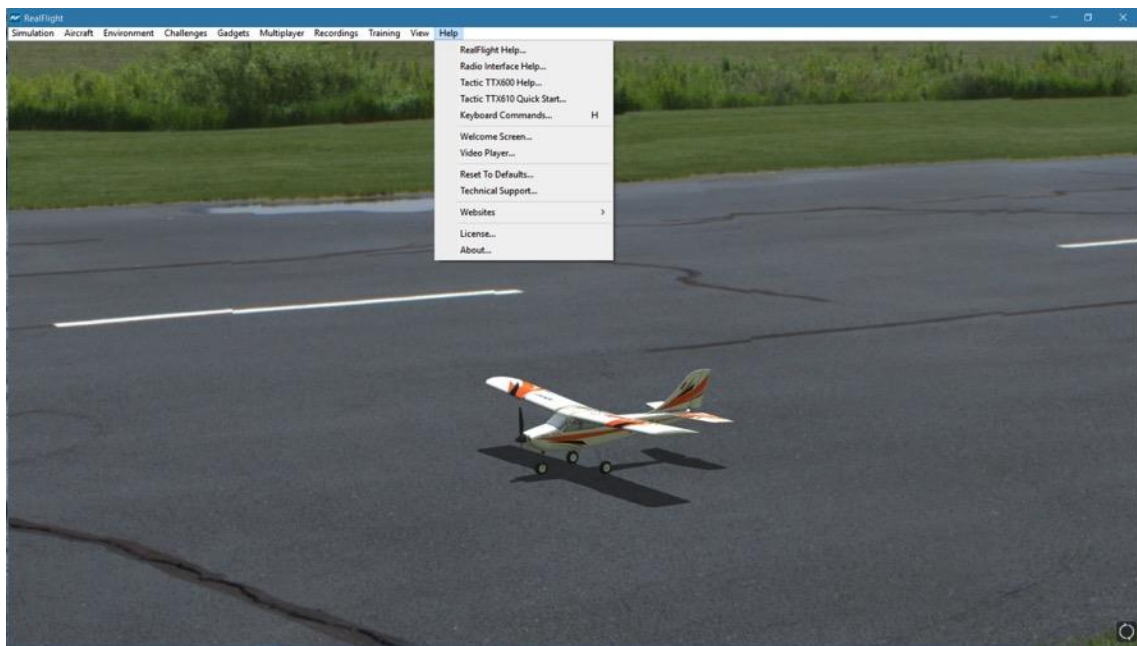 RealFlight
Simulation Aircraft Environment Challenges Gadgets Multiplayer Recordings Training View Help
RealFlight Help...
Radio Interface Help...
Tactic TTX600 Help...
Tactic TTX610 Quick Start...
Keyboard Commands... H
Welcome Screen...
Video Player...
Reset To Defaults...
Technical Support...
Websites
License...
About...